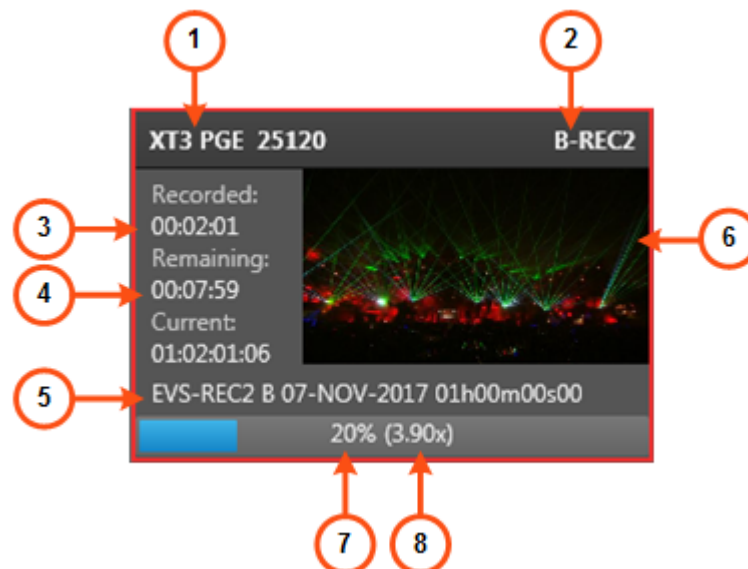 1
2
XT3 PGE 25120
B-REC2
Recorded:
3
00:02:01
6
Remaining:
4
00:07:59
Current:
01:02:01:06
5
EVS-REC2 B 07-NOV-2017 01h00m00s00
20% (3.90x)
7
8